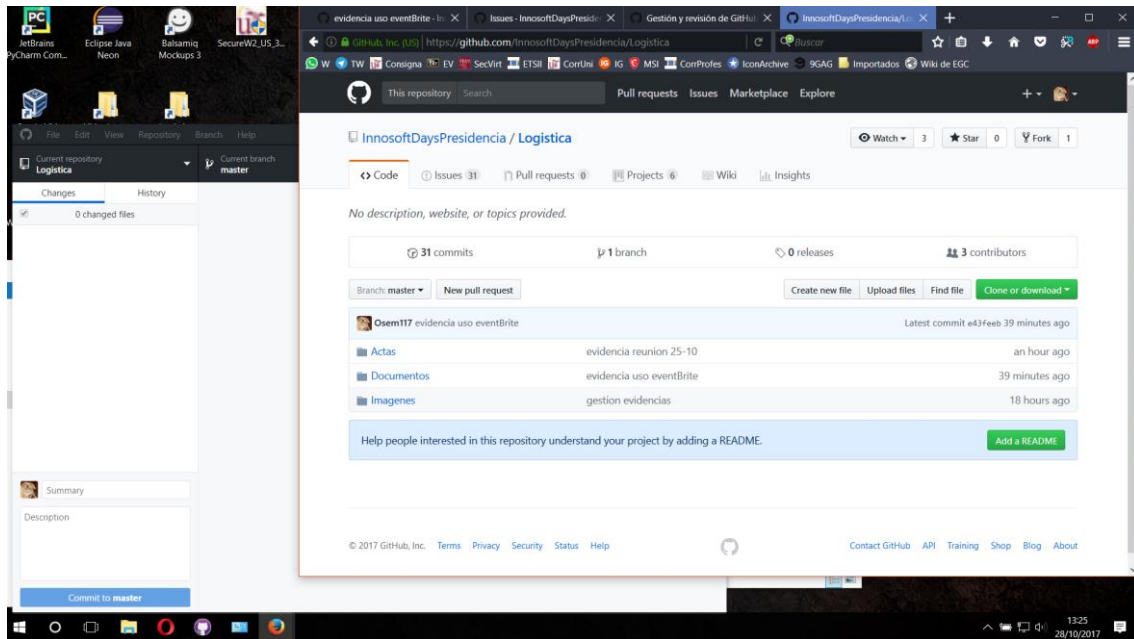 JetBrains PyCharm Com...
Eclipse Java Neon
Balsamiq Mockups 3
SecureW2_US_3...
File Edit View Repository Branch Help
Current repository
Logistica
Current branch
master
Changes History
0 changed files
Summary
Description
Commit to master
evidencia uso eventBrite - In
Issues - InnosoftDaysPresiden
Gestión y revisión de GitHub
InnosoftDaysPresidencia/Lo
GitHub, Inc. (US) https://github.com/InnosoftDaysPresidencia/Logistica
Buscar
W TW Consigna EV SecVirt ETSII CorrUni IG MSI CorrProfes IconArchive 9GAG Importados Wiki de EGC
This repository Search Pull requests Issues Marketplace Explore
InnosoftDaysPresidencia / Logistica
Watch 3 Star 0 Fork 1
Code Issues 31 Pull requests 0 Projects 6 Wiki Insights
No description, website, or topics provided.
31 commits 1 branch 0 releases 3 contributors
Branch: master New pull request Create new file Upload files Find file Clone or download
Osem117 evidencia uso eventBrite Latest commit e43feeb 39 minutes ago
Actas evidencia reunion 25-10 an hour ago
Documentos evidencia uso eventBrite 39 minutes ago
Imagenes gestion evidencias 18 hours ago
Help people interested in this repository understand your project by adding a README. Add a README
© 2017 GitHub, Inc. Terms Privacy Security Status Help Contact GitHub API Training Shop Blog About
13:25
28/10/2017